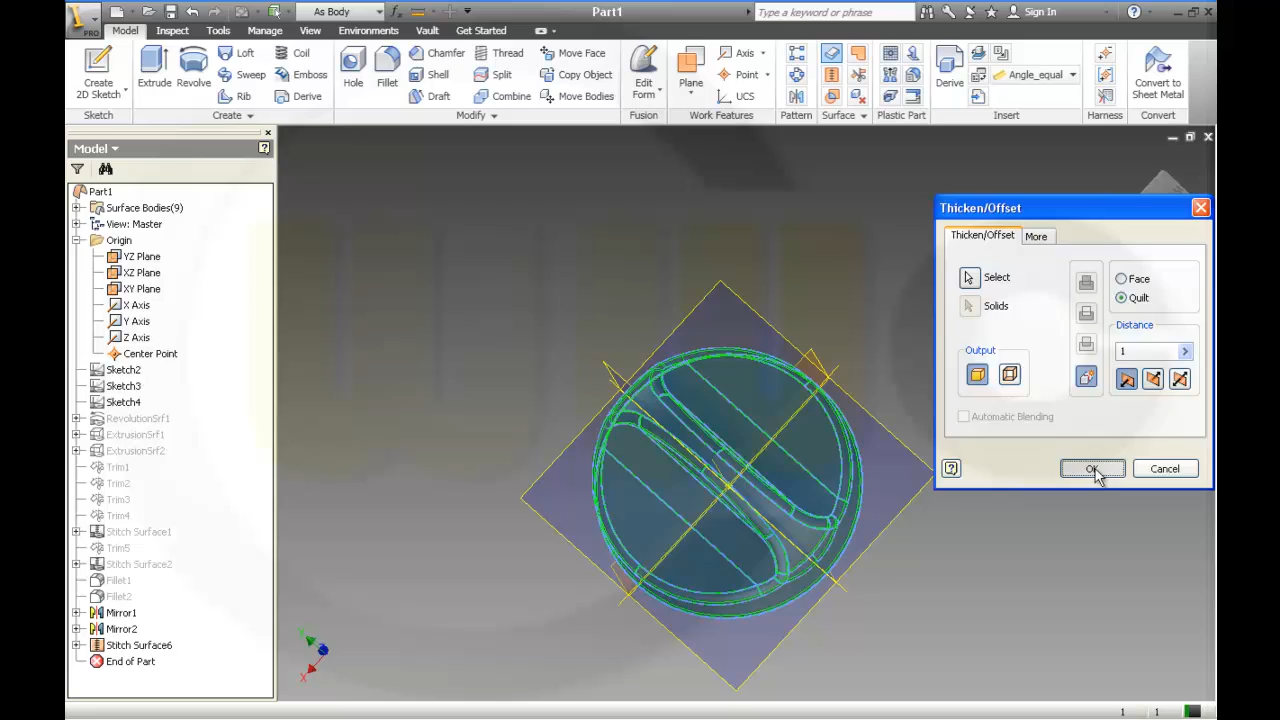 As Body
Part1
Type a keyword or phrase
Sign In
PRO
Model Inspect Tools Manage View Environments Vault Get Started
Create
2D Sketch
Sketch
Extrude
Revolve
Loft
Sweep
Rib
Coil
Emboss
Derive
Create
Hole
Fillet
Chamfer
Shell
Draft
Thread
Split
Combine
Move Face
Copy Object
Move Bodies
Modify
Edit
Form
Fusion
Plane
Axis
Point
UCS
Work Features
Pattern
Surface
Plastic Part
Derive
Angle_equal
Insert
Harness
Convert to
Sheet Metal
Convert
Model
Part1
Surface Bodies(9)
View: Master
Origin
YZ Plane
XZ Plane
XY Plane
X Axis
Y Axis
Z Axis
Center Point
Sketch2
Sketch3
Sketch4
RevolutionSrf1
ExtrusionSrf1
ExtrusionSrf2
Trim1
Trim2
Trim3
Trim4
Stitch Surface1
Trim5
Stitch Surface2
Fillet1
Fillet2
Mirror1
Mirror2
Stitch Surface6
End of Part
X
Thicken/Offset
Thicken/Offset More
Select
Solids
Face
Quilt
Distance
1
Output
Automatic Blending
OK
Cancel
1 1